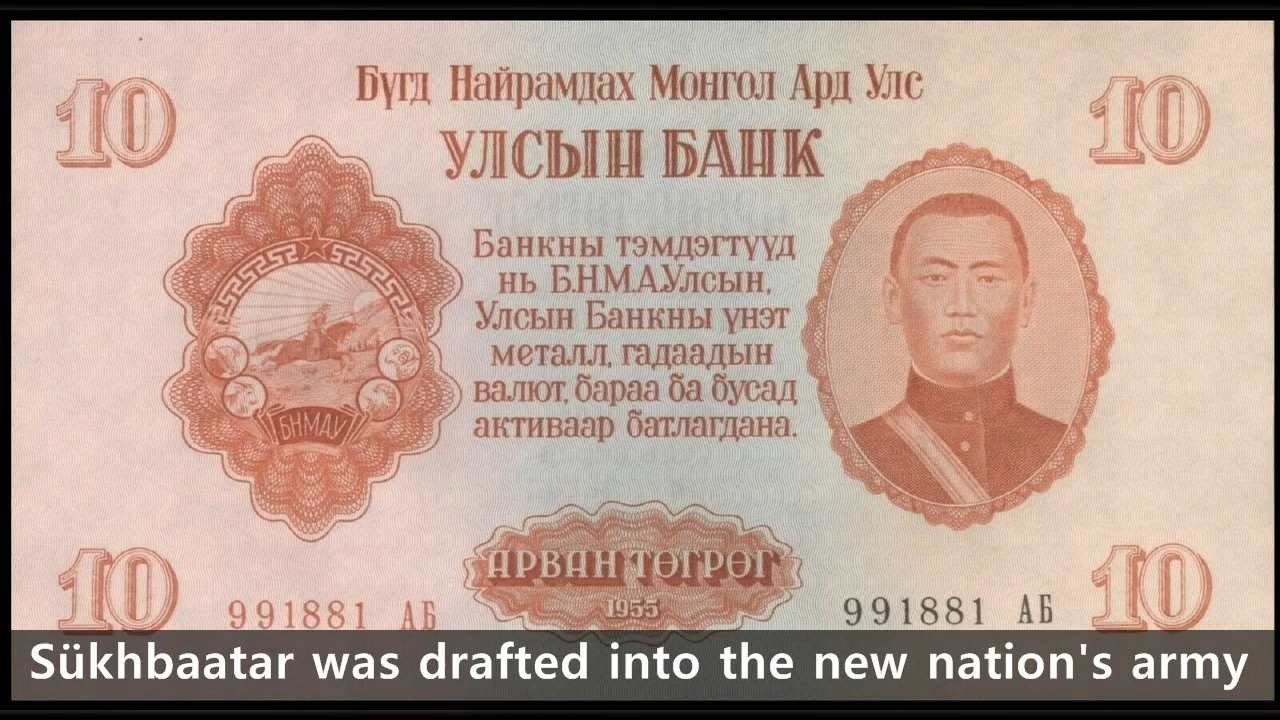 10
Бүгд Найрамдах Монгол Ард Улс
10
УЛСЫН БАНК
Банкны тэмдэгтүүд
нь Б.Н.М.А.Улсын,
Улсын Банкны үнэт
металл, гадаадын
валют, бараа ба бусад
активаар батлагдана.
БНМАУ
АРВАН ТӨГРӨГ
1955
10
991881 АБ
991881 АБ
10
Sükhbaatar was drafted into the new nation's army